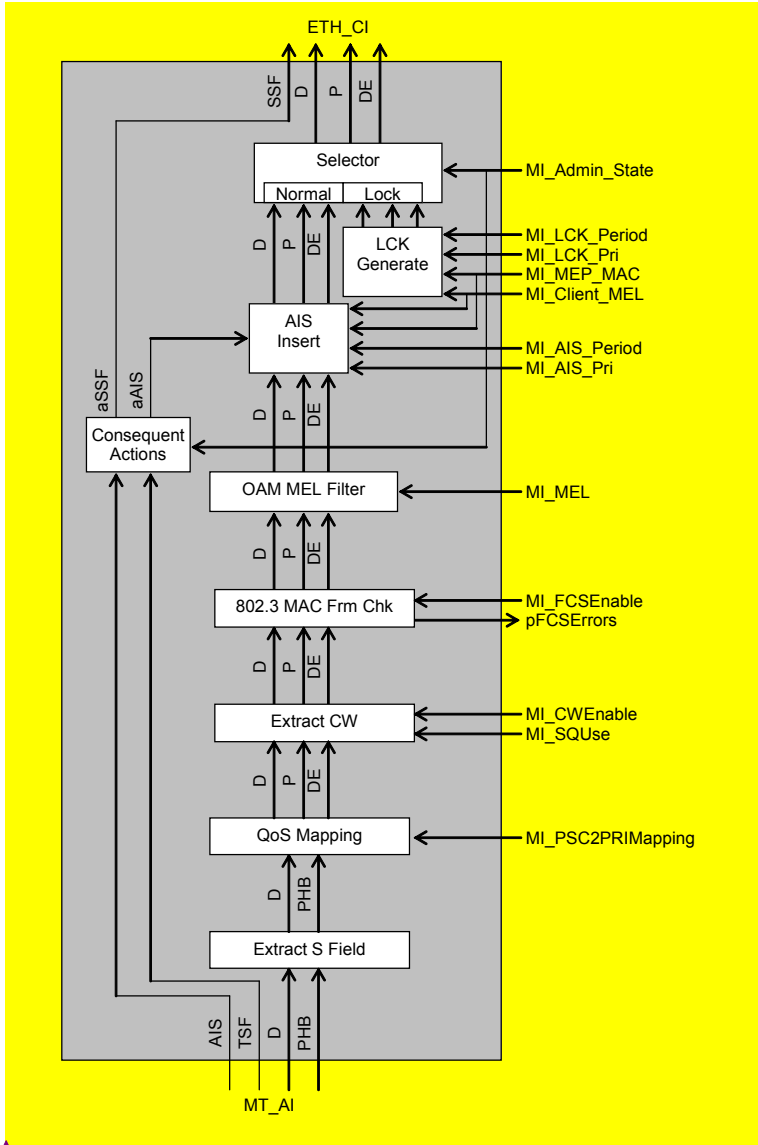 ETH_CI
SSF
D
P
DE
Selector
Normal
Lock
MI_Admin_State
D
P
DE
LCK
Generate
MI_LCK_Period
MI_LCK_Pri
MI_MEP_MAC
MI_Client_MEL
AIS
Insert
MI_AIS_Period
MI_AIS_Pri
aSSF
aAIS
D
P
DE
Consequent
Actions
OAM MEL Filter
MI_MEL
D
P
DE
802.3 MAC Frm Chk
MI_FCSEnable
pFCSErrors
D
P
DE
Extract CW
MI_CWEnable
MI_SQUse
D
P
DE
QoS Mapping
MI_PSC2PRIMapping
D
PHB
Extract S Field
AIS
TSF
D
PHB
MT_AI